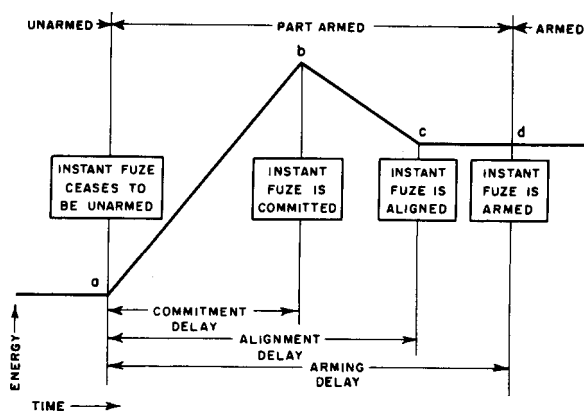 UNARMED
PART ARMED
ARMED
b
c
d
INSTANT FUZE
CEASES TO
BE UNARMED
INSTANT
FUZE IS
COMMITTED
INSTANT
FUZE IS
ALIGNED
INSTANT
FUZE IS
ARMED
a
COMMITMENT
DELAY
ALIGNMENT
DELAY
ARMING
DELAY
ENERGY
TIME